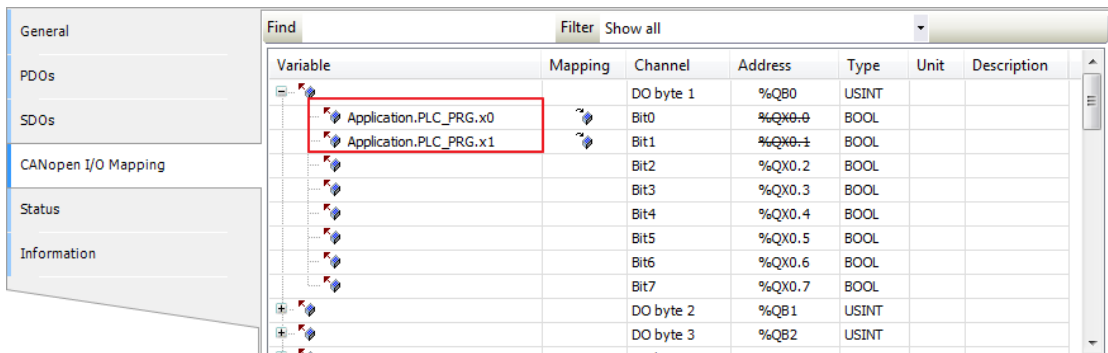 General
PDOs
SDOs
CANopen I/O Mapping
Status
Information
Find Filter Show all
Variable Mapping Channel Address Type Unit Description
DO byte 1 %QB0 USINT
Application.PLC_PRG.x0 Bit0 %QX0.0 BOOL
Application.PLC_PRG.x1 Bit1 %QX0.1 BOOL
Bit2 %QX0.2 BOOL
Bit3 %QX0.3 BOOL
Bit4 %QX0.4 BOOL
Bit5 %QX0.5 BOOL
Bit6 %QX0.6 BOOL
Bit7 %QX0.7 BOOL
DO byte 2 %QB1 USINT
DO byte 3 %QB2 USINT